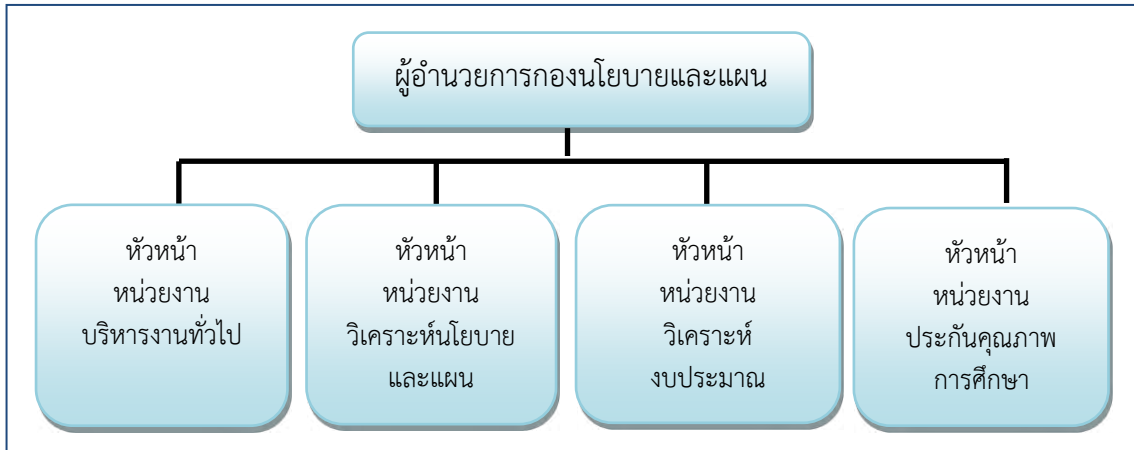 ผู้อำนวยการกองนโยบายและแผน
หัวหน้า
หน่วยงาน
บริหารงานทั่วไป
หัวหน้า
หน่วยงาน
วิเคราะห์นโยบาย
และแผน
หัวหน้า
หน่วยงาน
วิเคราะห์
งบประมาณ
หัวหน้า
หน่วยงาน
ประกันคุณภาพ
การศึกษา